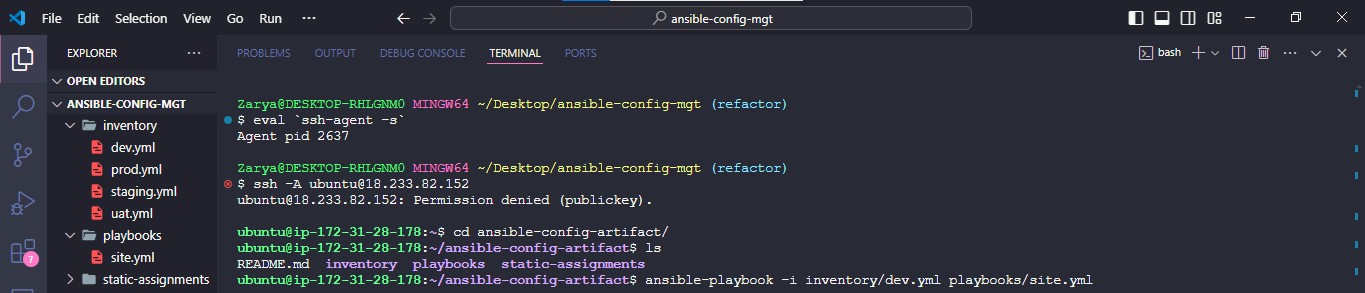 File Edit Selection View Go Run ··· ansible-config-mgt
EXPLORER ··· PROBLEMS OUTPUT DEBUG CONSOLE TERMINAL PORTS bash ···
OPEN EDITORS
ANSIBLE-CONFIG-MGT
inventory
dev.yml
prod.yml
staging.yml
uat.yml
playbooks
site.yml
static-assignments
7
Zarya@DESKTOP-RHLGNM0 MINGW64 ~/Desktop/ansible-config-mgt (refactor)
$ eval `ssh-agent -s`
Agent pid 2637
Zarya@DESKTOP-RHLGNM0 MINGW64 ~/Desktop/ansible-config-mgt (refactor)
$ ssh -A ubuntu@18.233.82.152
ubuntu@18.233.82.152: Permission denied (publickey).
ubuntu@ip-172-31-28-178:~$ cd ansible-config-artifact/
ubuntu@ip-172-31-28-178:~/ansible-config-artifact$ ls
README.md inventory playbooks static-assignments
ubuntu@ip-172-31-28-178:~/ansible-config-artifact$ ansible-playbook -i inventory/dev.yml playbooks/site.yml